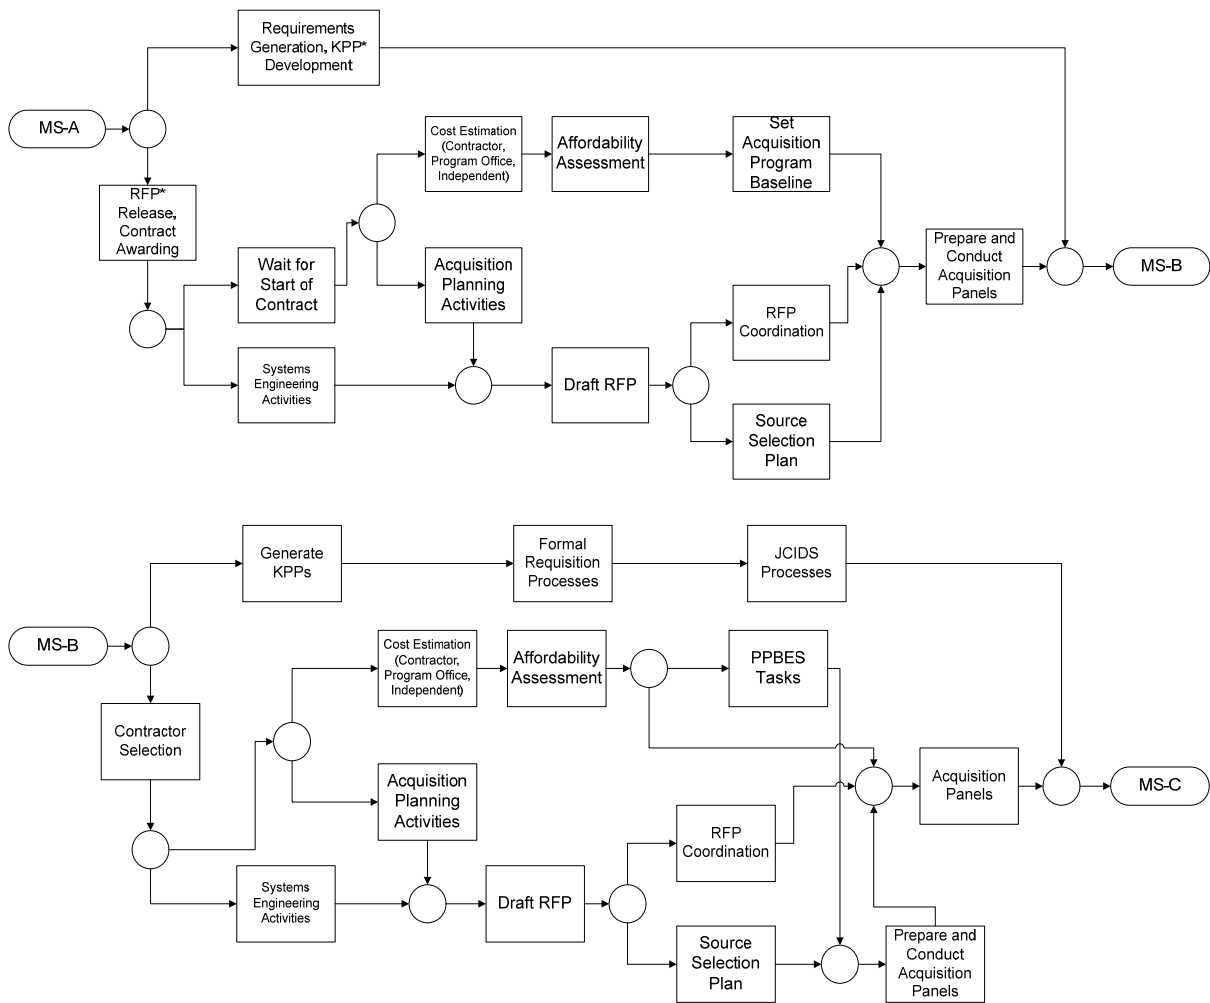 Requirements
Generation, KPP*
Development
MS-A
Cost Estimation
(Contractor,
Program Office,
Independent)
Affordability
Assessment
Set
Acquisition
Program
Baseline
RFP*
Release,
Contract
Awarding
Wait for
Start of
Contract
Acquisition
Planning
Activities
Prepare and
Conduct
Acquisition
Panels
MS-B
RFP
Coordination
Systems
Engineering
Activities
Draft RFP
Source
Selection
Plan
Generate
KPPs
Formal
Requisition
Processes
JCIDS
Processes
MS-B
Cost Estimation
(Contractor,
Program Office,
Independent)
Affordability
Assessment
PPBES
Tasks
Contractor
Selection
Acquisition
Planning
Activities
Acquisition
Panels
MS-C
RFP
Coordination
Systems
Engineering
Activities
Draft RFP
Source
Selection
Plan
Prepare and
Conduct
Acquisition
Panels